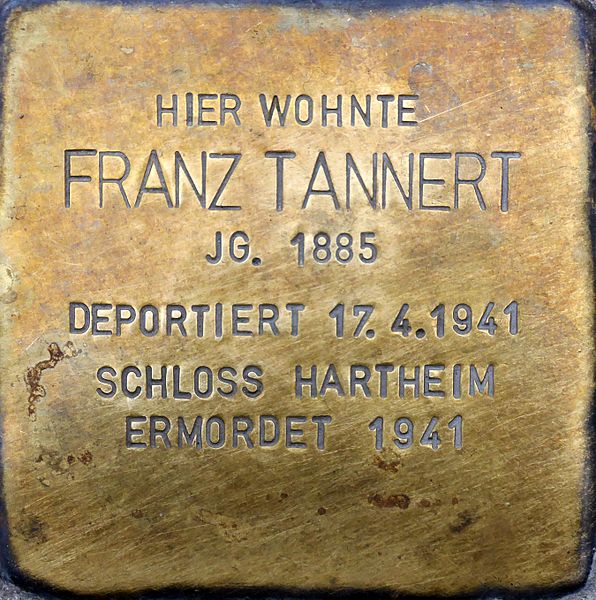 HIER WOHNTE
FRANZ TANNERT
JG. 1885
DEPORTIERT 17. 4. 1941
SCHLOSS HARTHEIM
ERMORDET 1941